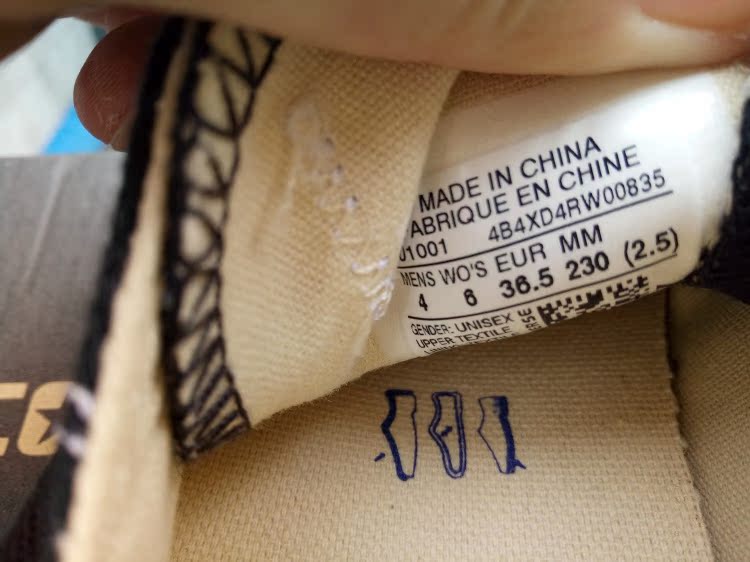 MADE IN CHINA
FABRIQUE EN CHINE
J1001 4B4XD4RW00835
MENS WO'S EUR MM
4 6 36.5 230 (2.5)
GENDER: UNISEX
UPPER TEXTILE